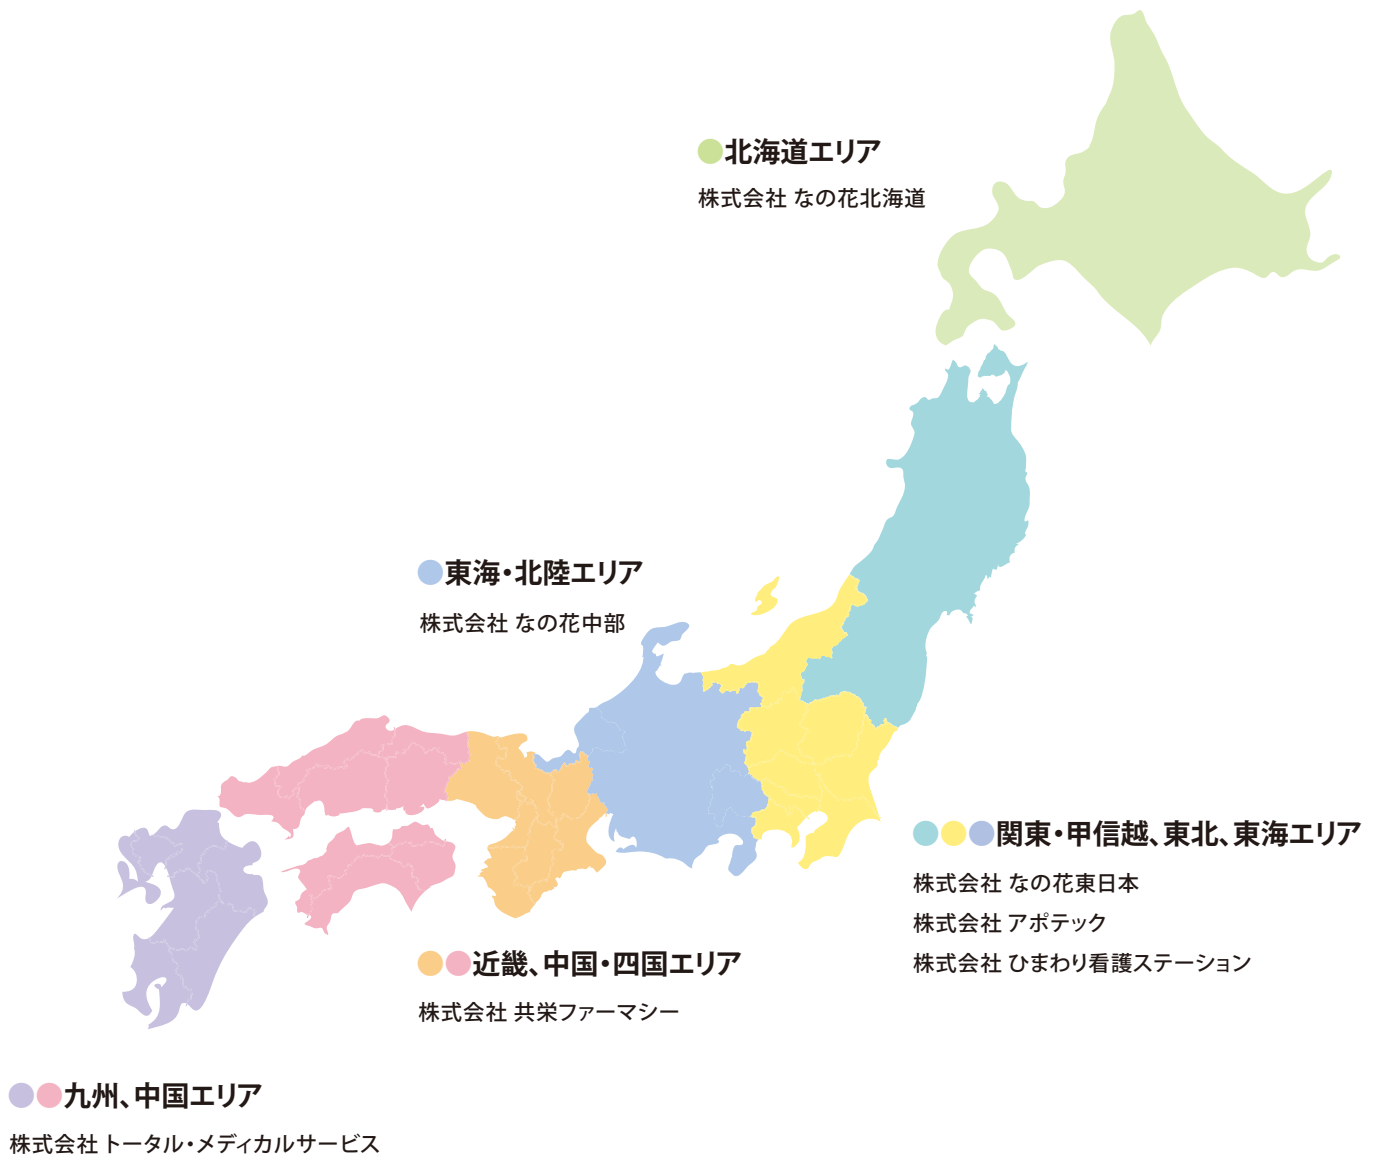 北海道エリア
株式会社 なの花北海道
東海・北陸エリア
株式会社 なの花中部
関東・甲信越、東北、東海エリア
株式会社 なの花東日本
株式会社 アポテック
株式会社 ひまわり看護ステーション
近畿、中国・四国エリア
株式会社 共栄ファーマシー
九州、中国エリア
株式会社 トータル・メディカルサービス